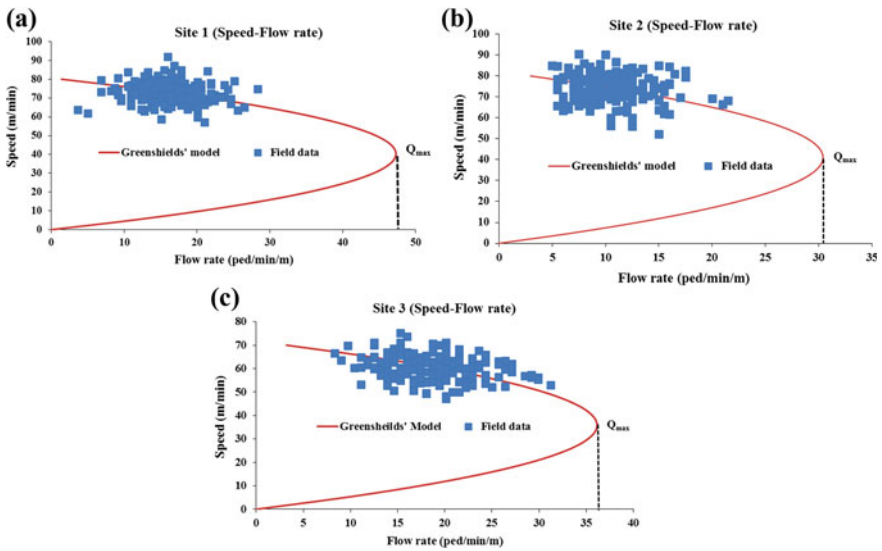 (a)
Site 1 (Speed-Flow rate)
100
90
80
70
60
50
40
30
20
10
0
Speed (m/min)
Greenshields' model
Field data
Qmax
0
10
20
30
40
50
Flow rate (ped/min/m)
(b)
Site 2 (Speed-Flow rate)
100
90
80
70
60
50
40
30
20
10
0
Speed (m/min)
Greenshields' model
Field data
Qmax
0
5
10
15
20
25
30
35
Flow rate (ped/min/m)
(c)
Site 3 (Speed-Flow rate)
80
70
60
50
40
30
20
10
0
Speed (m/min)
Greensheilds' Model
Field data
Qmax
0
5
10
15
20
25
30
35
40
Flow rate (ped/min/m)